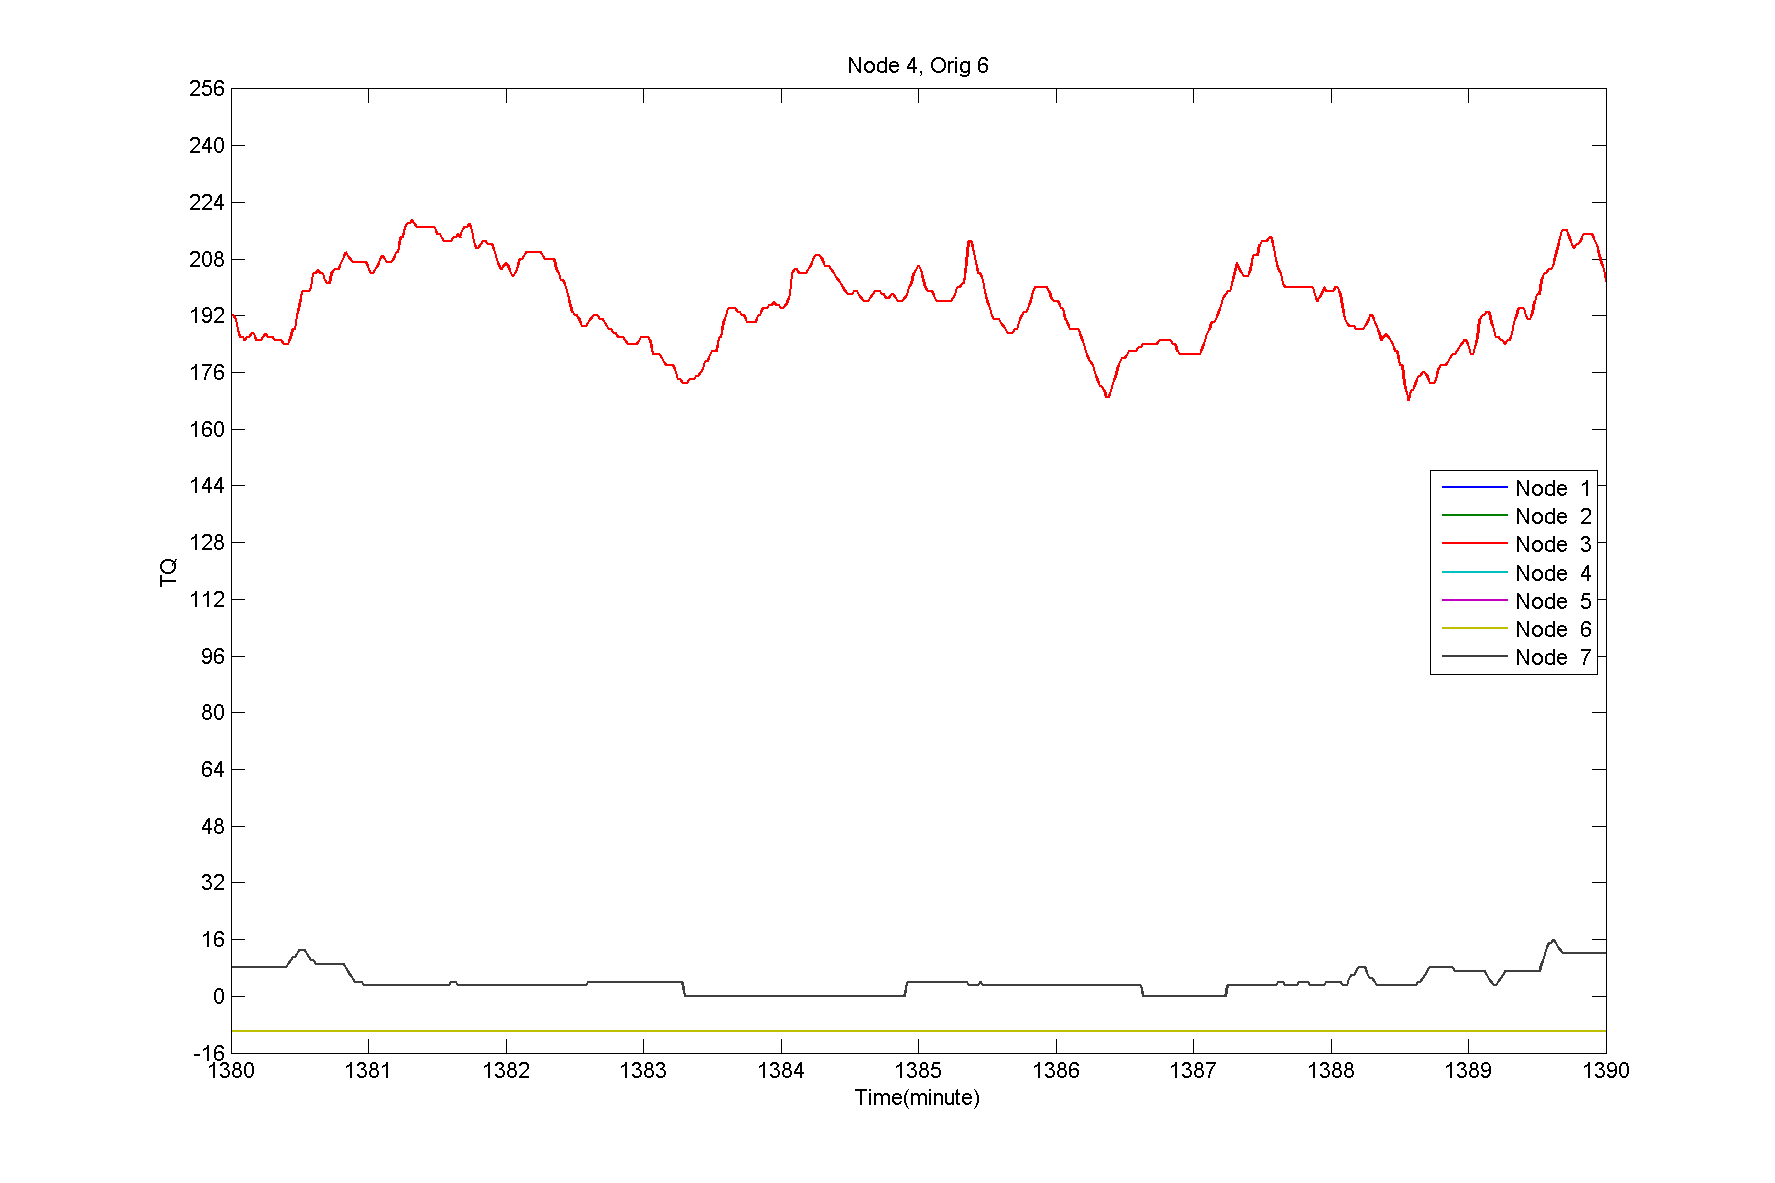 Node 4, Orig 6
256
240
224
208
192
176
160
144
128
112
96
80
64
48
32
16
0
-16
TQ
Node 1
Node 2
Node 3
Node 4
Node 5
Node 6
Node 7
1380 1381 1382 1383 1384 1385 1386 1387 1388 1389 1390
Time(minute)